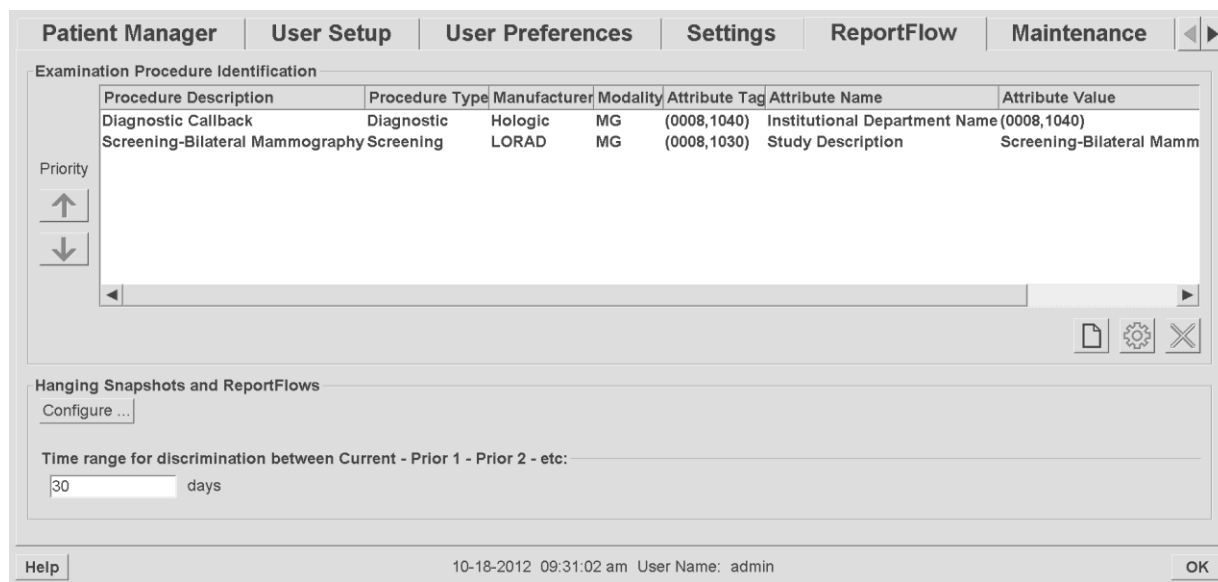 Patient Manager User Setup User Preferences Settings ReportFlow Maintenance
Examination Procedure Identification
Procedure Description Procedure Type Manufacturer Modality Attribute Tag Attribute Name Attribute Value
Diagnostic Callback Diagnostic Hologic MG (0008,1040) Institutional Department Name (0008,1040)
Screening-Bilateral Mammography Screening LORAD MG (0008,1030) Study Description Screening-Bilateral Mamm
Priority
Hanging Snapshots and ReportFlows
Configure ...
Time range for discrimination between Current - Prior 1 - Prior 2 - etc:
30 days
Help 10-18-2012 09:31:02 am User Name: admin OK